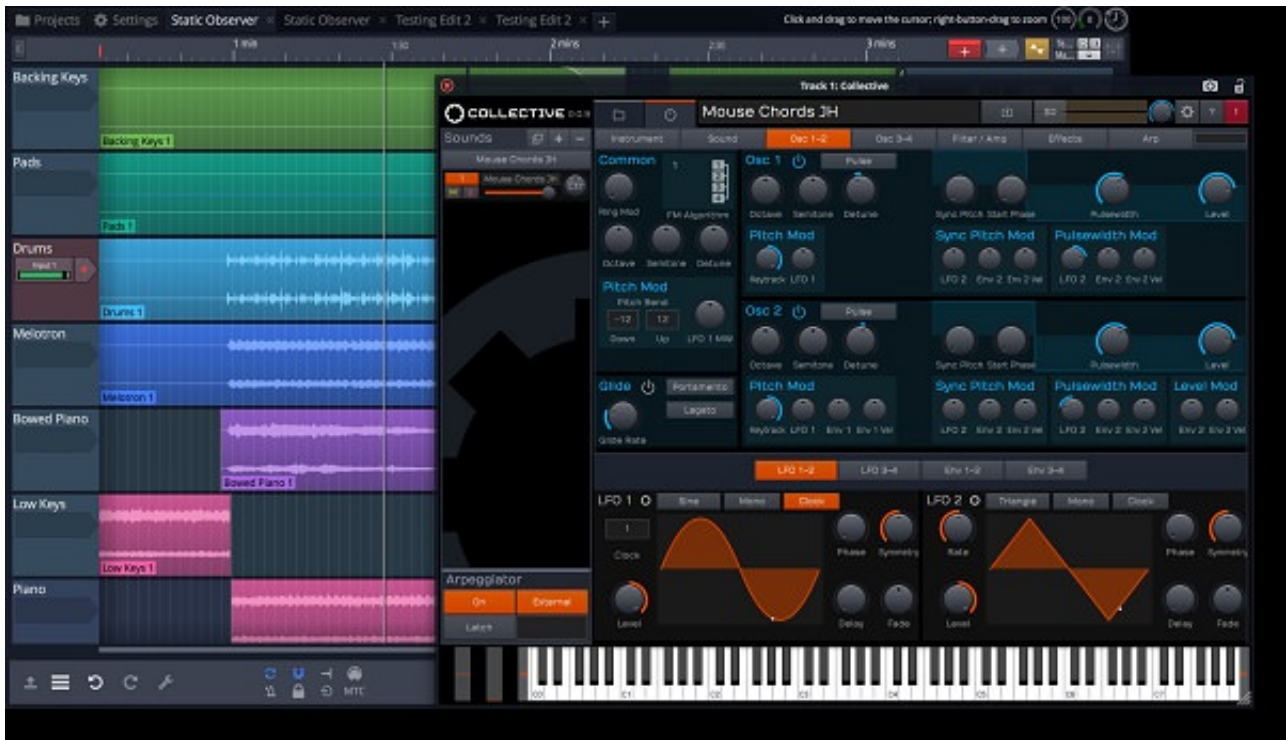 Projects Settings Static Observer × Static Observer × Testing Edit 2 × Testing Edit 2 × +
Click and drag to move the cursor; right-button-drag to zoom
1 min 1:30 2 mins 2:30 3 mins
Backing Keys
Backing Keys 1
Pads
Pads 1
Drums
Input 1
Drums 1
Melotron
Melotron 1
Bowed Piano
Bowed Piano 1
Low Keys
Low Keys 1
Piano
MTC
Track 1: Collective
COLLECTIVE
Mouse Chords JH
Sounds + −
Mouse Chords JH
1 Mouse Chords JH
Instrument Sound Osc 1-2 Osc 3-4 Filter / Amp Effects Arp
Common
1
Ring Mod FM Algorithm
Octave Semitone Detune
Pitch Mod
Pitch Bend
-12 12
Down Up LFO 1 MW
Glide Portamento
Legato
Glide Rate
Osc 1 Pulse
Octave Semitone Detune Sync Pitch Start Phase Pulsewidth Level
Pitch Mod Sync Pitch Mod Pulsewidth Mod
Keytrack LFO 1 LFO 2 Env 2 Env 2 Vel LFO 2 Env 2 Env 2 Vel
Osc 2 Pulse
Octave Semitone Detune Sync Pitch Start Phase Pulsewidth Level
Pitch Mod Sync Pitch Mod Pulsewidth Mod Level Mod
Keytrack LFO 1 Env 1 Env 1 Vel LFO 2 Env 2 Env 2 Vel LFO 2 Env 2 Env 2 Vel Env 2 Env 2 Vel
LFO 1-2 LFO 3-4 Env 1-2 Env 3-4
LFO 1 Sine Mono Clock
1
Clock
Level
Phase Symmetry
Delay Fade
LFO 2 Triangle Mono Clock
Rate
Level
Phase Symmetry
Delay Fade
Arpeggiator
On External
Latch
C0 C1 C2 C3 C4 C5 C6 C7